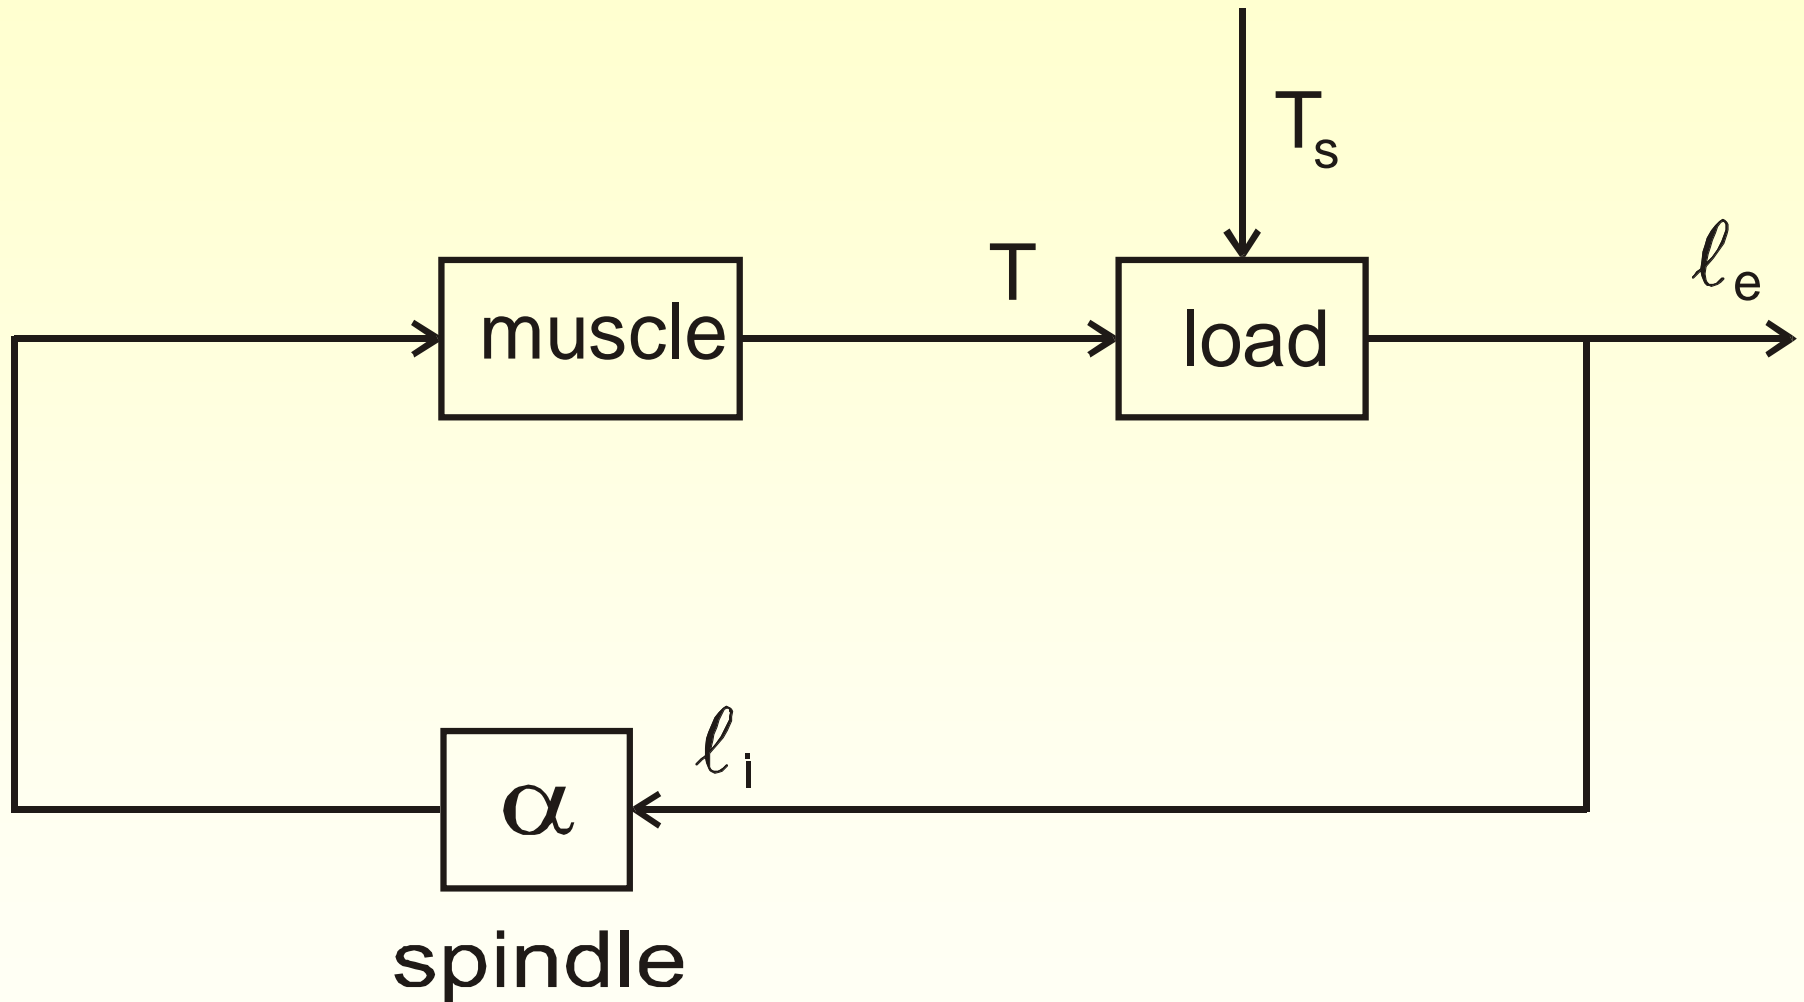 Tₛ
T
ℓₑ
muscle
load
ℓᵢ
α
spindle